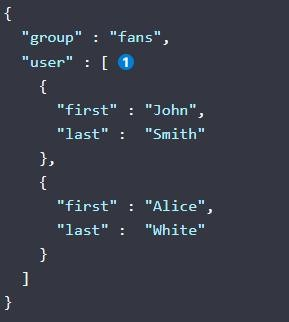 {
  "group" : "fans",
  "user" : [ 1
    {
      "first" : "John",
      "last" :  "Smith"
    },
    {
      "first" : "Alice",
      "last" :  "White"
    }
  ]
}